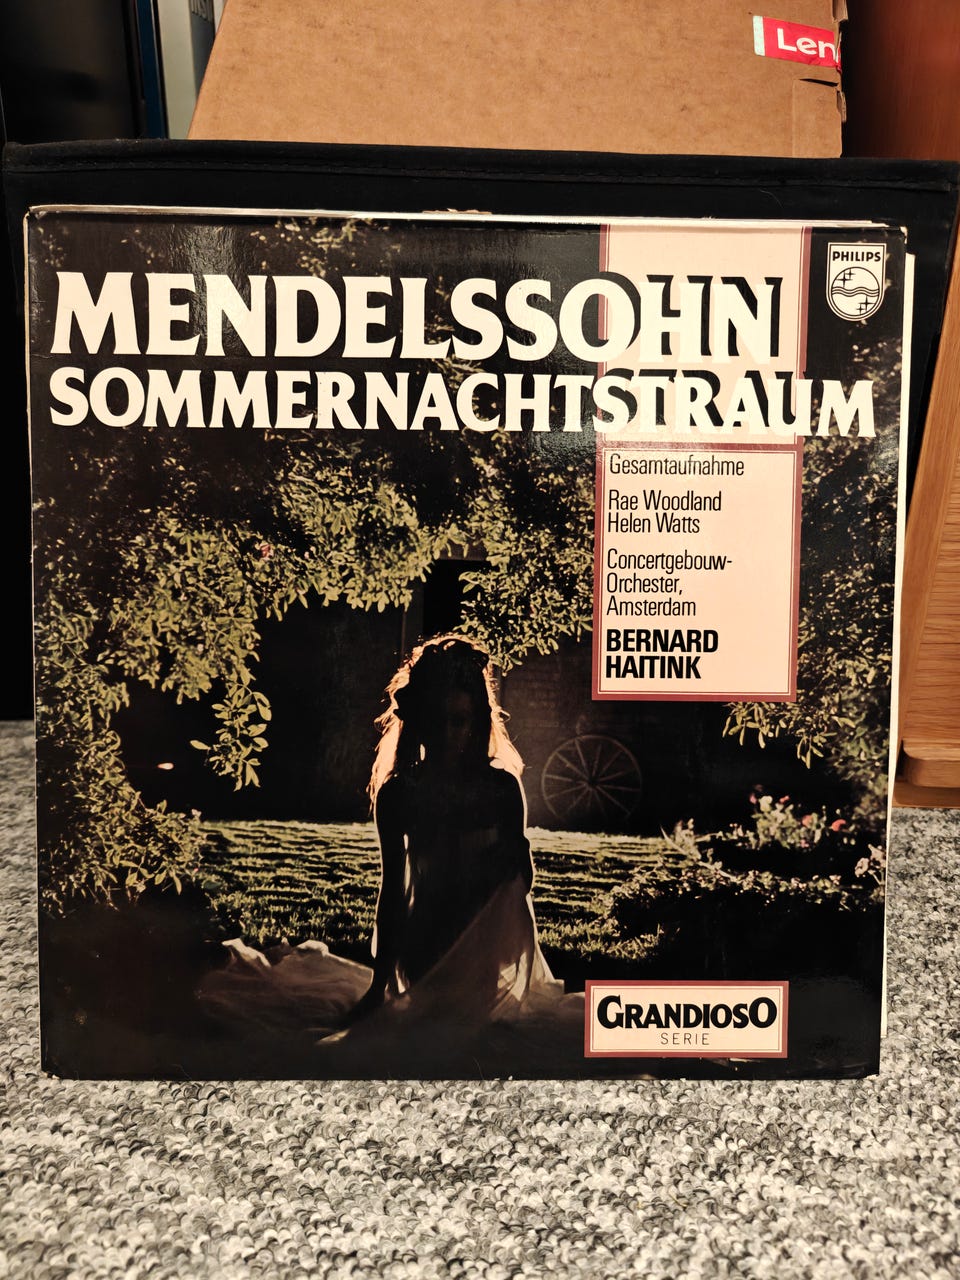 Len
PHILIPS
MENDELSSOHN
SOMMERNACHTSTRAUM
Gesamtaufnahme
Rae Woodland
Helen Watts
Concertgebouw-
Orchester,
Amsterdam
BERNARD
HAITINK
GRANDIOSO
SERIE